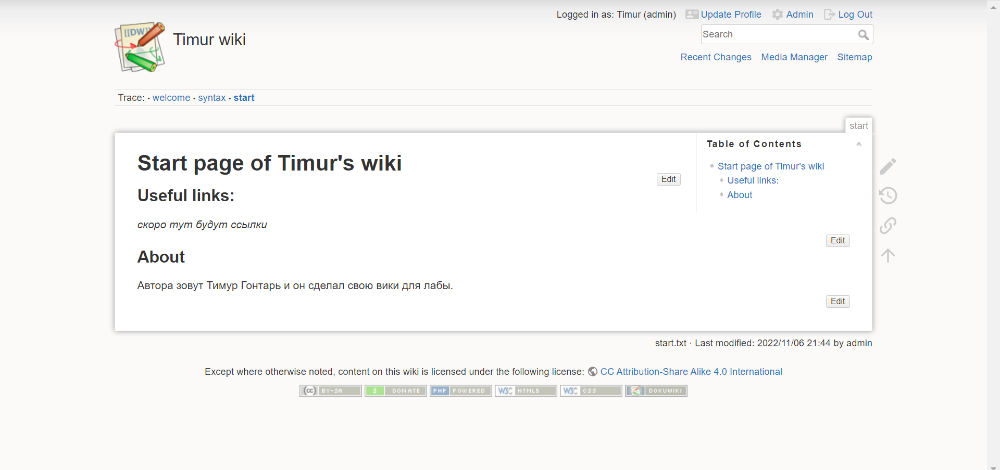 Logged in as: Timur (admin) Update Profile Admin Log Out
[[DW]]
Timur wiki
Search
Recent Changes Media Manager Sitemap
Trace: • welcome • syntax • start
start
Table of Contents
Start page of Timur's wiki
Useful links:
About
Start page of Timur's wiki
Edit
Useful links:
скоро тут будут ссылки
Edit
About
Автора зовут Тимур Гонтарь и он сделал свою вики для лабы.
Edit
start.txt · Last modified: 2022/11/06 21:44 by admin
Except where otherwise noted, content on this wiki is licensed under the following license: CC Attribution-Share Alike 4.0 International
(cc) BY-SA $ DONATE PHP POWERED W3C HTML5 W3C CSS DOKUWIKI